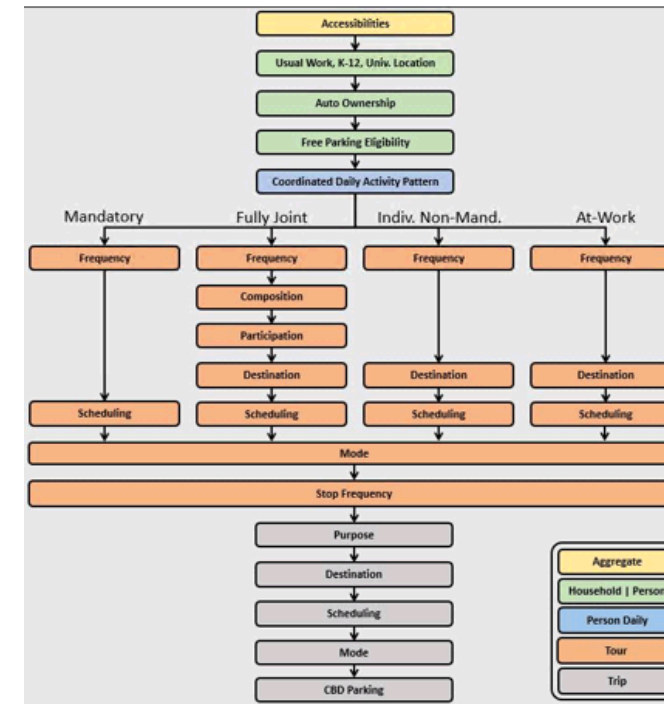 Accessibilities
Usual Work, K-12, Univ. Location
Auto Ownership
Free Parking Eligibility
Coordinated Daily Activity Pattern
Mandatory Fully Joint Indiv. Non-Mand. At-Work
Frequency Frequency Frequency Frequency
Composition
Participation
Destination Destination Destination
Scheduling Scheduling Scheduling Scheduling
Mode
Stop Frequency
Purpose
Destination
Scheduling
Mode
CBD Parking
Aggregate
Household | Person
Person Daily
Tour
Trip